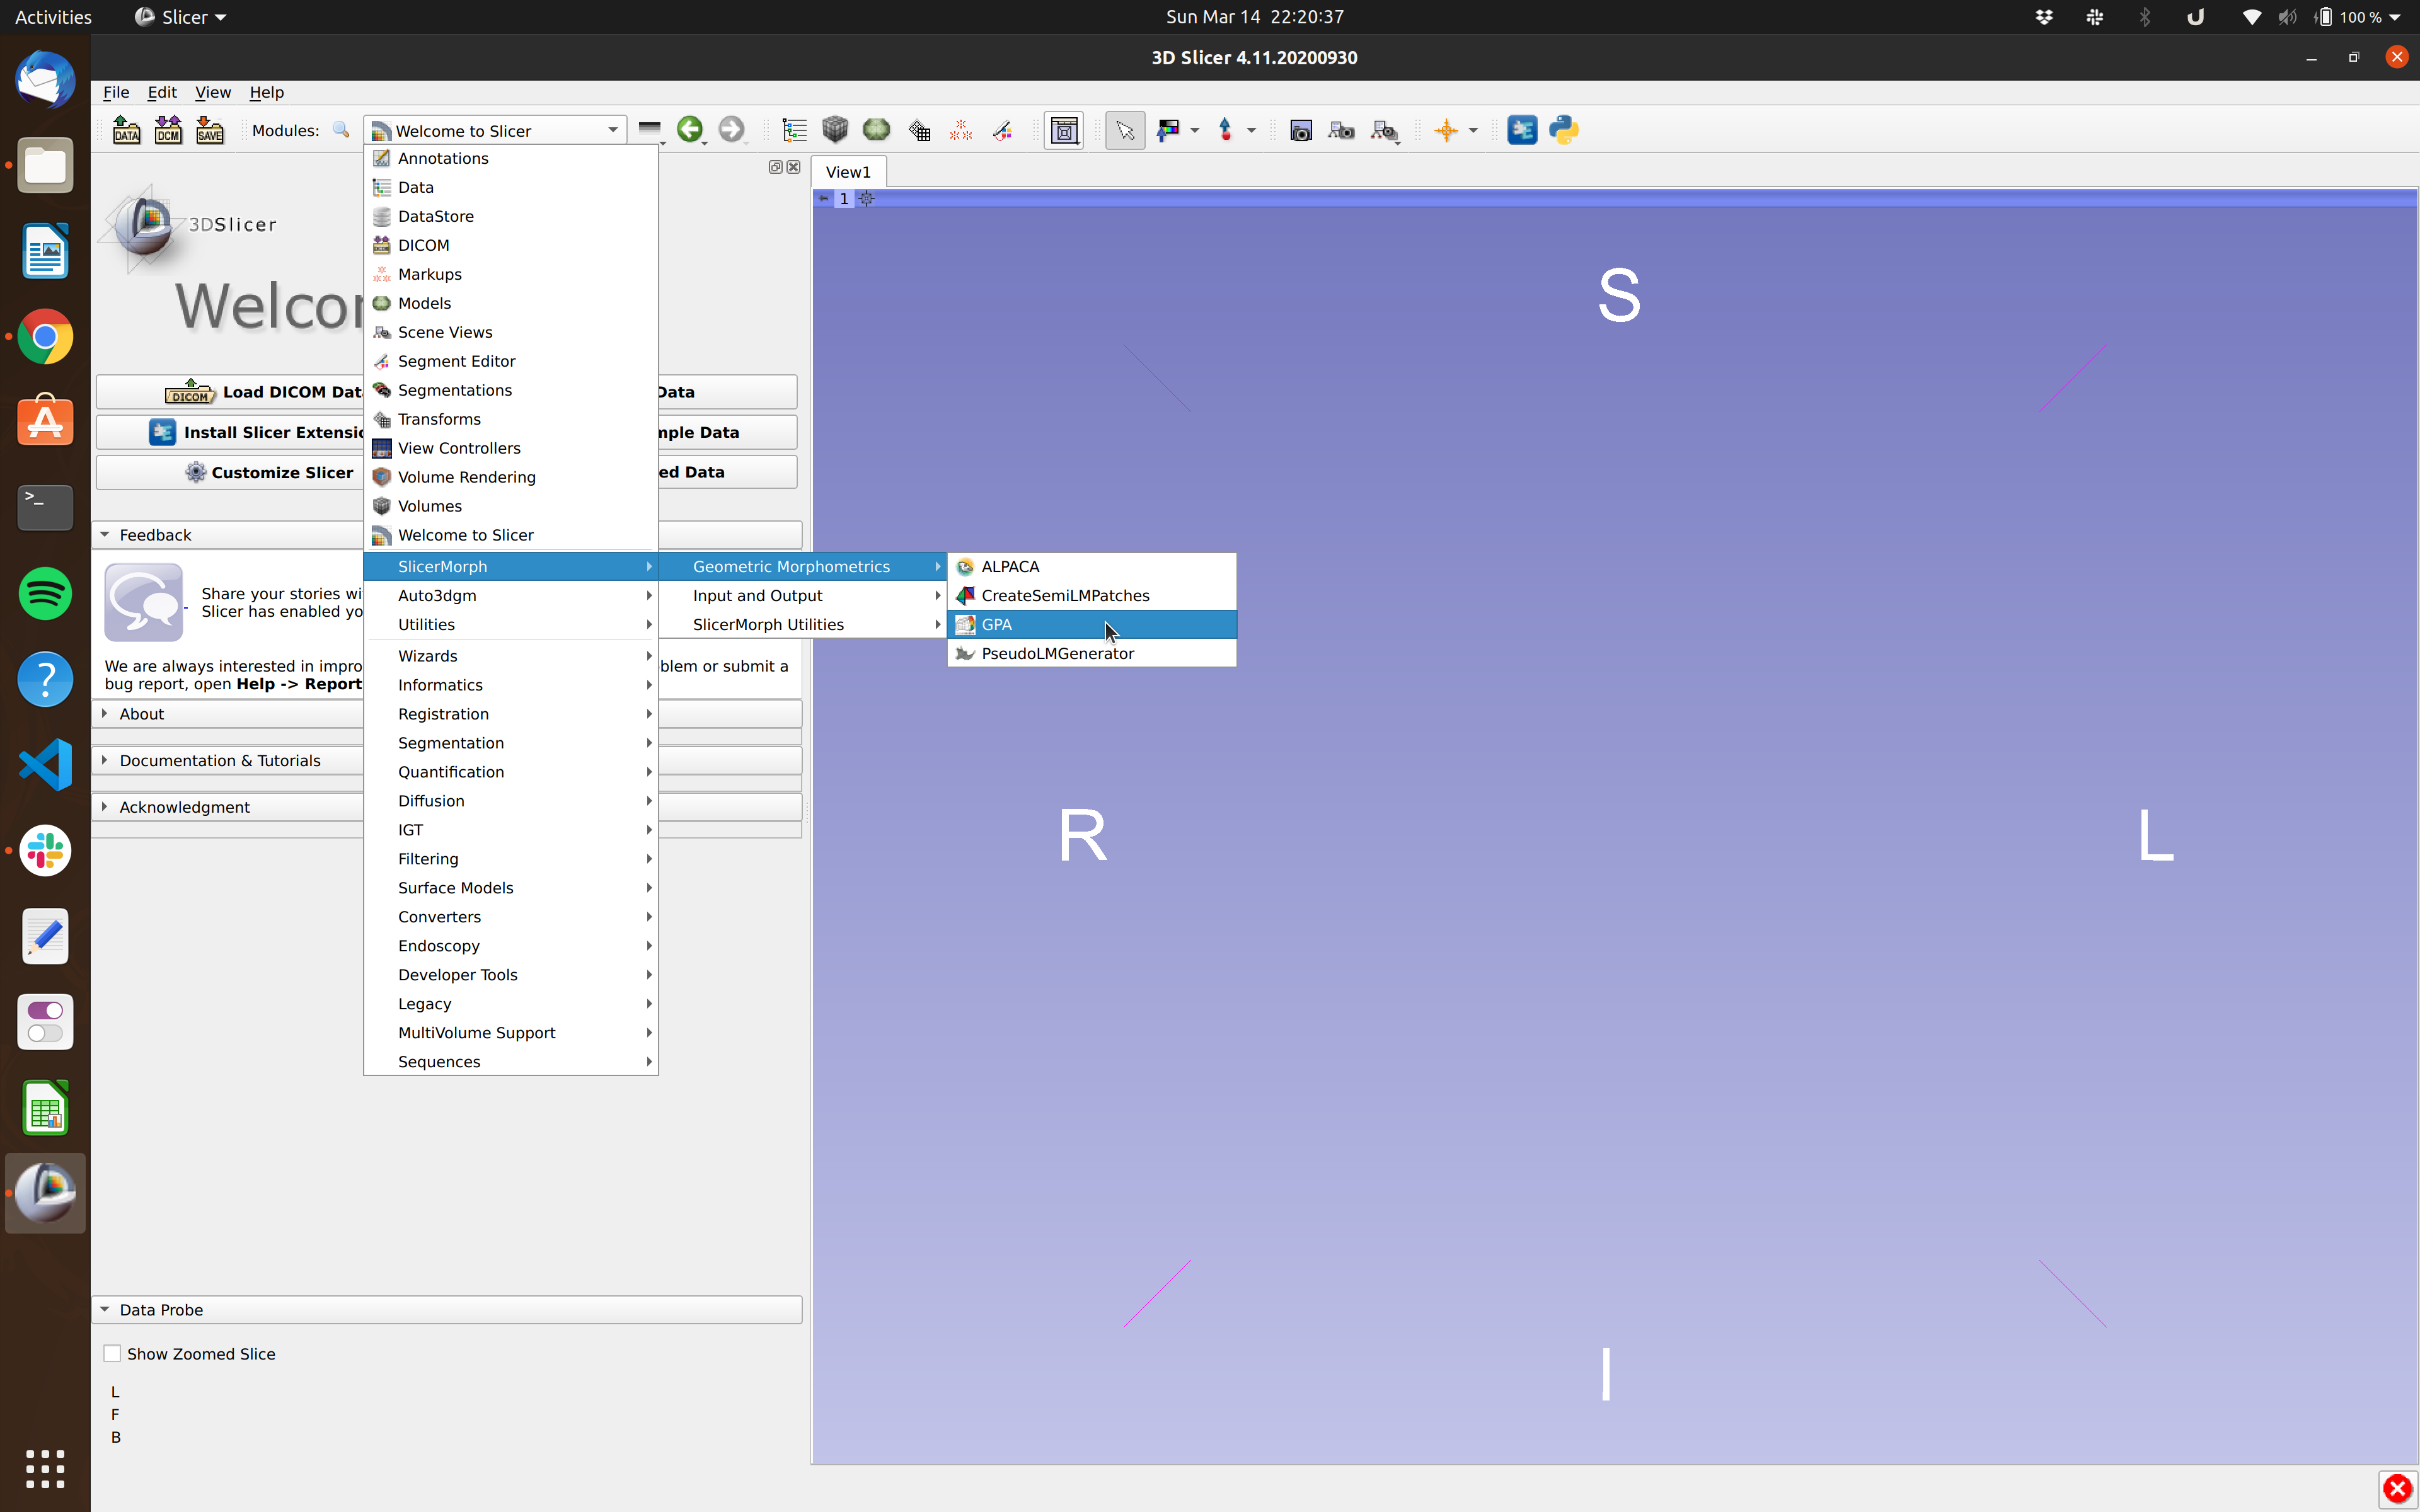 Activities
Slicer
Sun Mar 14 22:20:37
100 %
3D Slicer 4.11.20200930
File Edit View Help
DATA
DCM
SAVE
Modules:
Welcome to Slicer
Annotations
Data
DataStore
DICOM
Markups
Models
Scene Views
Segment Editor
Segmentations
Transforms
View Controllers
Volume Rendering
Volumes
Welcome to Slicer
SlicerMorph
Auto3dgm
Utilities
Wizards
Informatics
Registration
Segmentation
Quantification
Diffusion
IGT
Filtering
Surface Models
Converters
Endoscopy
Developer Tools
Legacy
MultiVolume Support
Sequences
Geometric Morphometrics
Input and Output
SlicerMorph Utilities
ALPACA
CreateSemiLMPatches
GPA
PseudoLMGenerator
3DSlicer
Welco
DICOM
Load DICOM Dat
Data
Install Slicer Extensi
mple Data
Customize Slicer
ed Data
Feedback
Share your stories wi
Slicer has enabled yo
We are always interested in impro
blem or submit a
bug report, open Help -> Report
About
Documentation & Tutorials
Acknowledgment
Data Probe
Show Zoomed Slice
L
F
B
View1
1
S
R
L
I